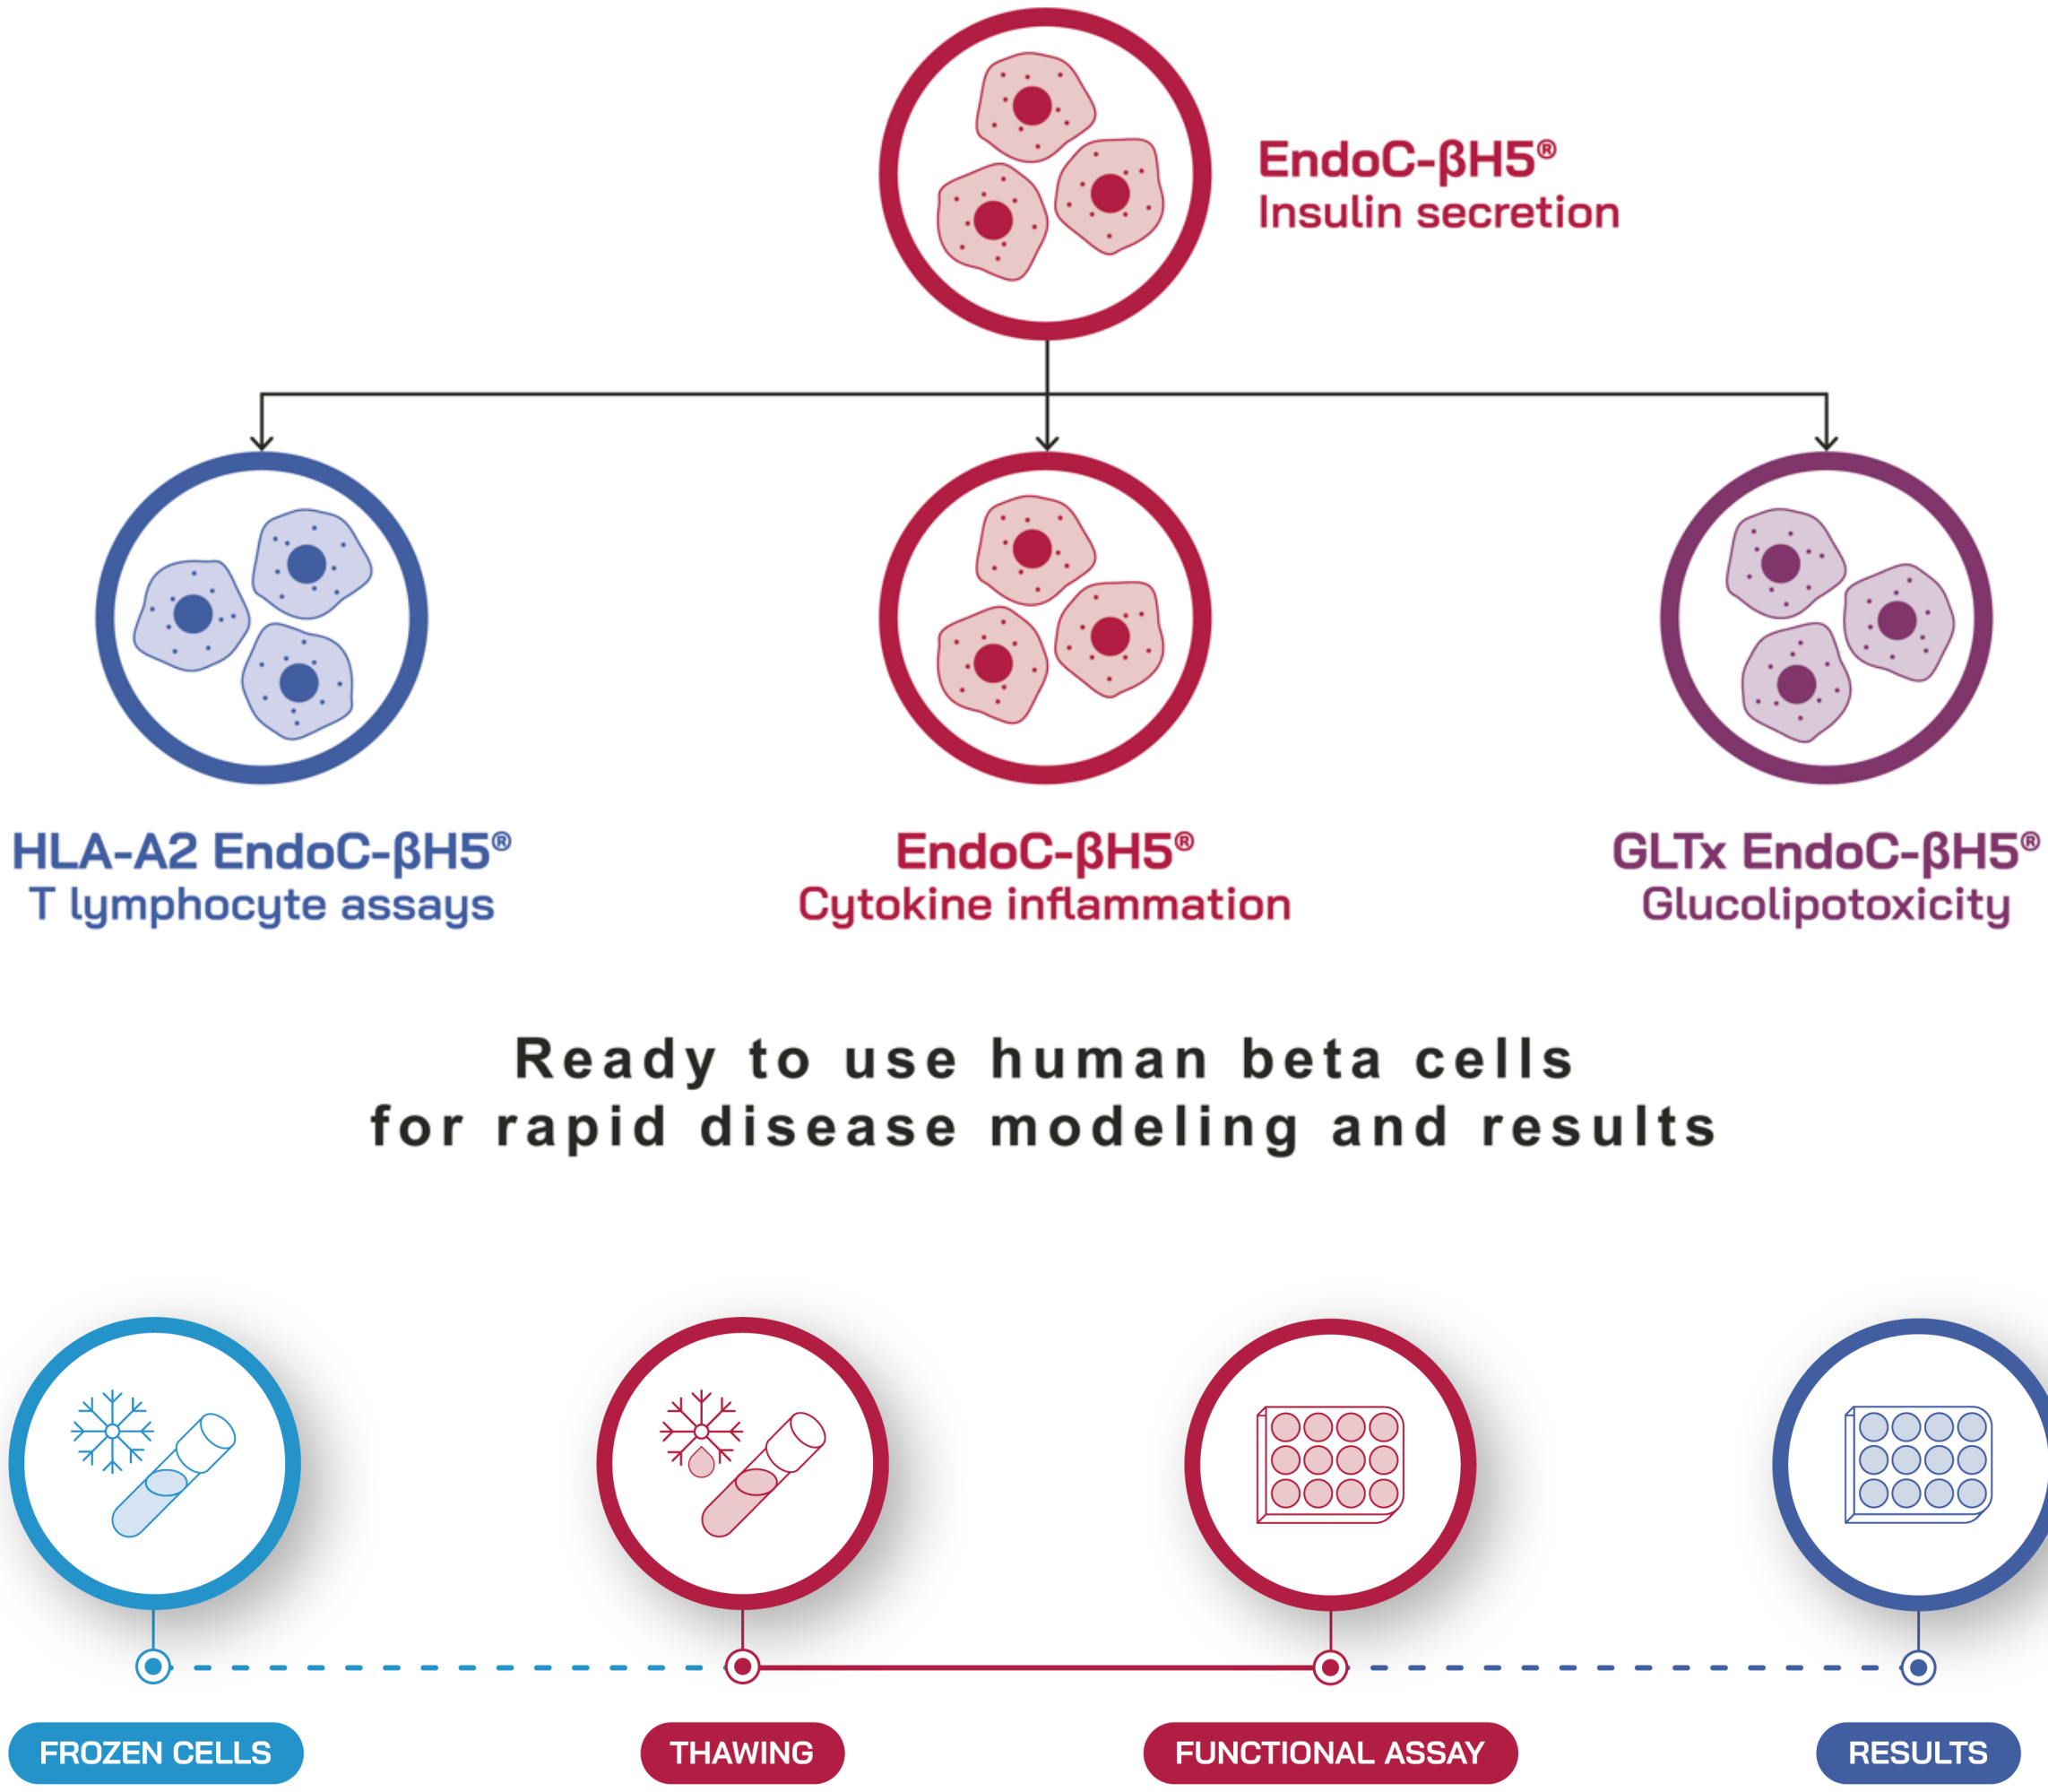 EndoC-βH5®
Insulin secretion
HLA-A2 EndoC-βH5®
T lymphocyte assays
EndoC-βH5®
Cytokine inflammation
GLTx EndoC-βH5®
Glucolipotoxicity
Ready to use human beta cells
for rapid disease modeling and results
FROZEN CELLS
THAWING
FUNCTIONAL ASSAY
RESULTS